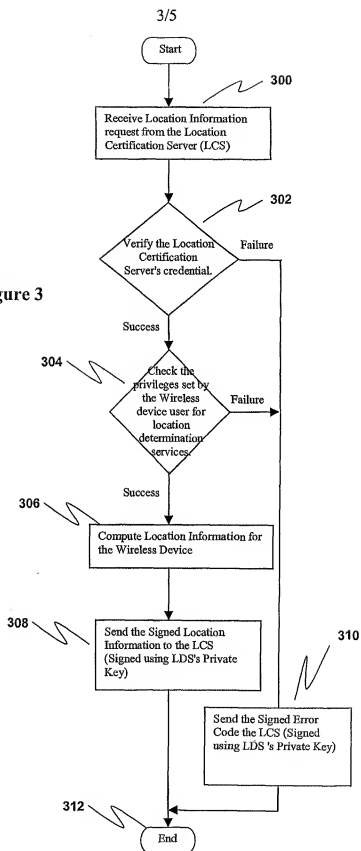 3/5
Start
300
Receive Location Information
request from the Location
Certification Server (LCS)
302
Verify the Location
Certification
Server's credential.
Failure
gure 3
Success
304
Check the
privileges set by
the Wireless
device user for
location
determination
services.
Failure
Success
306
Compute Location Information for
the Wireless Device
308
Send the Signed Location
Information to the LCS
(Signed using LDS's Private
Key)
310
Send the Signed Error
Code the LCS (Signed
using LDS 's Private Key)
312
End